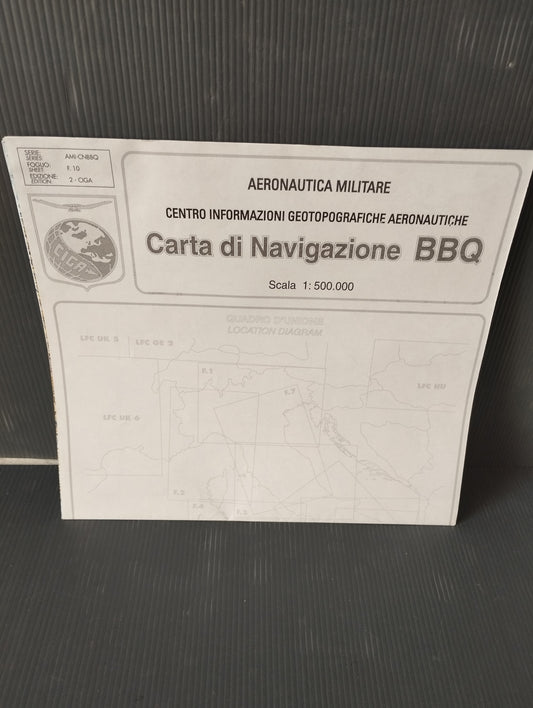 SERIE: AMI-CNBBQ
SERIES:
FOGLIO: F. 10
SHEET
EDIZIONE: 2 - CIGA
EDITION:
CIGA
AERONAUTICA MILITARE
CENTRO INFORMAZIONI GEOTOPOGRAFICHE AERONAUTICHE
Carta di Navigazione BBQ
Scala 1: 500.000
QUADRO D'UNIONE
LOCATION DIAGRAM
LFC UK 5 LFC GE 2
F.1
F.7
LFC HU
LFC UK 6
F.2
F.4
F.3